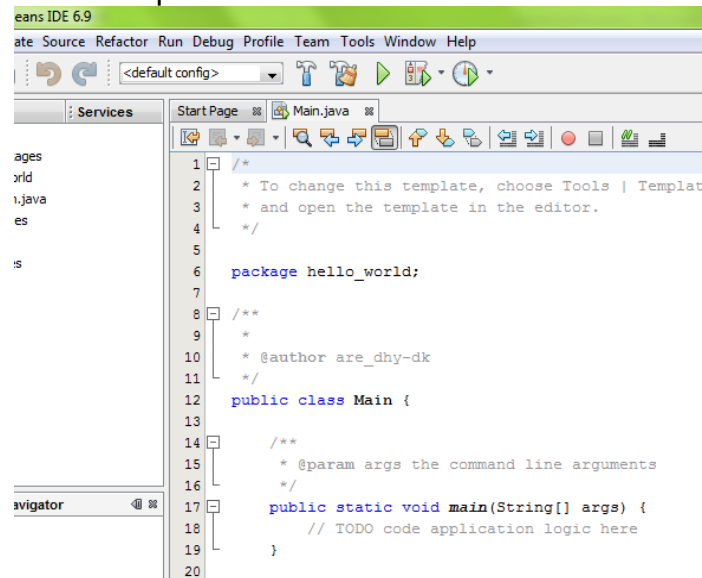 eans IDE 6.9
ate Source Refactor Run Debug Profile Team Tools Window Help
<default config>
Services
Start Page Main.java
ages
orld
n.java
es
es
avigator
1 /*
2 * To change this template, choose Tools | Templat
3 * and open the template in the editor.
4 */
5
6 package hello_world;
7
8 /**
9 *
10 * @author are_dhy-dk
11 */
12 public class Main {
13
14 /**
15 * @param args the command line arguments
16 */
17 public static void main(String[] args) {
18 // TODO code application logic here
19 }
20